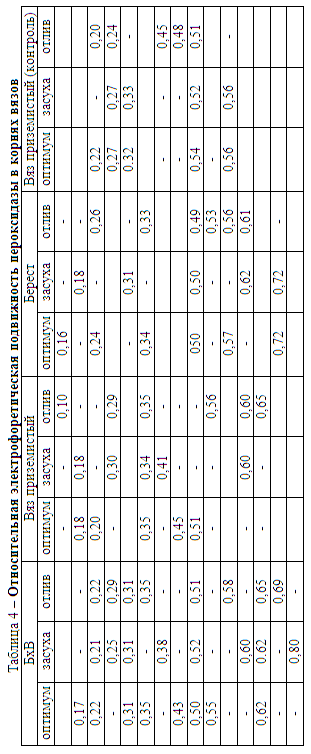 Таблица 4 – Относительная электрофоретическая подвижность пероксидазы в корнях вязов
БхВ Вяз приземистый Берест Вяз приземистый (контроль)
оптимум засуха отлив оптимум засуха отлив оптимум засуха отлив оптимум засуха отлив
- - 0,10 0,16 - -
0,17 - - 0,18 0,18 - - 0,18 -
0,22 0,21 0,22 0,20 - - 0,24 - 0,26 0,22 - 0,20
- 0,25 0,29 - 0,30 0,29 - - - 0,27 0,27 0,24
0,31 0,31 0,31 - 0,31 - 0,32 0,33 -
0,35 - 0,35 0,35 0,34 0,35 0,34 - 0,33
- 0,38 - - 0,41 - - - 0,45
0,43 - - 0,45 - - - - 0,48
0,50 0,52 0,51 0,51 - - 050 0,50 0,49 0,54 0,52 0,51
0,55 - - - - 0,56 - - 0,53
- - 0,58 0,57 - 0,56 0,56 0,56 -
- 0,60 - - 0,60 0,60 - 0,62 0,61
0,62 0,62 0,65 - - 0,65
- - 0,69 0,72 0,72 -
- 0,80 -